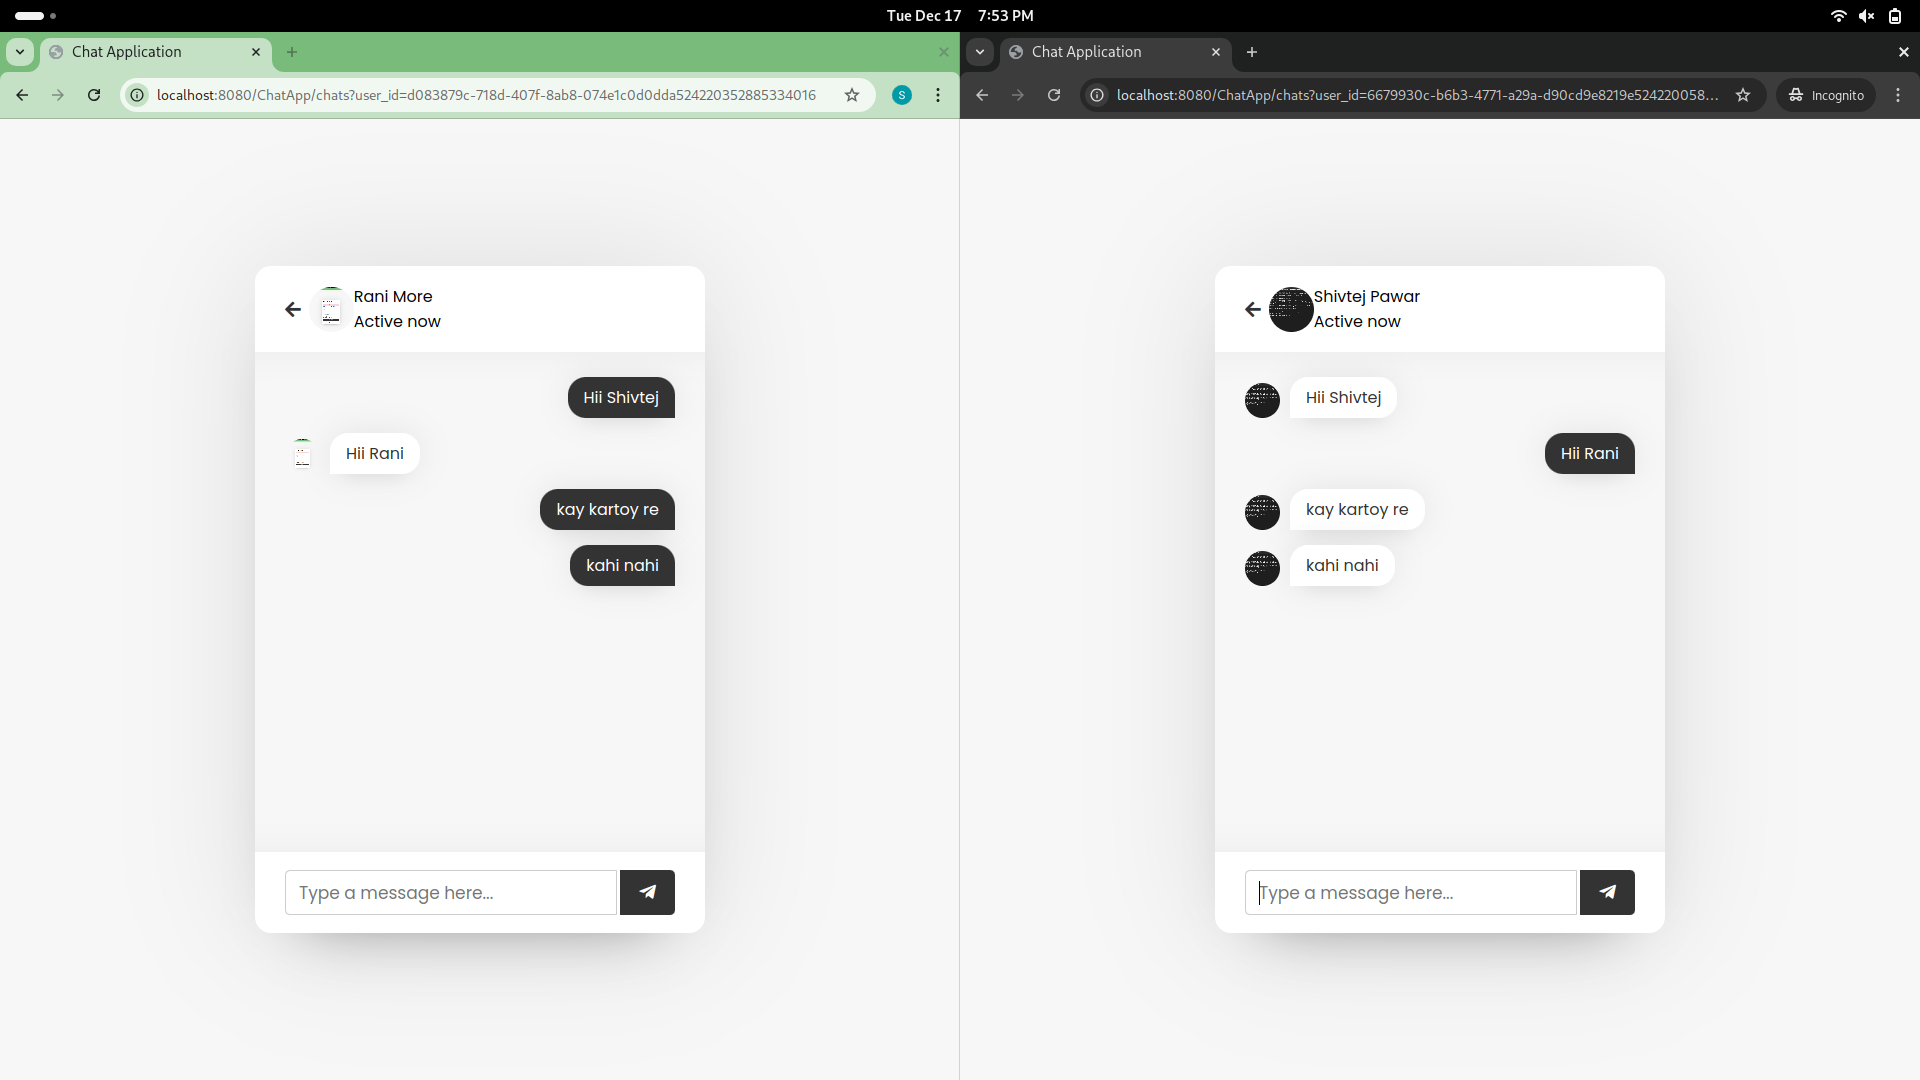 Tue Dec 17 7:53 PM
Chat Application
localhost:8080/ChatApp/chats?user_id=d083879c-718d-407f-8ab8-074e1c0d0dda524220352885334016
S
Rani More
Active now
Hii Shivtej
Hii Rani
kay kartoy re
kahi nahi
Type a message here...
Chat Application
localhost:8080/ChatApp/chats?user_id=6679930c-b6b3-4771-a29a-d90cd9e8219e524220058...
Incognito
Shivtej Pawar
Active now
Hii Shivtej
Hii Rani
kay kartoy re
kahi nahi
Type a message here...